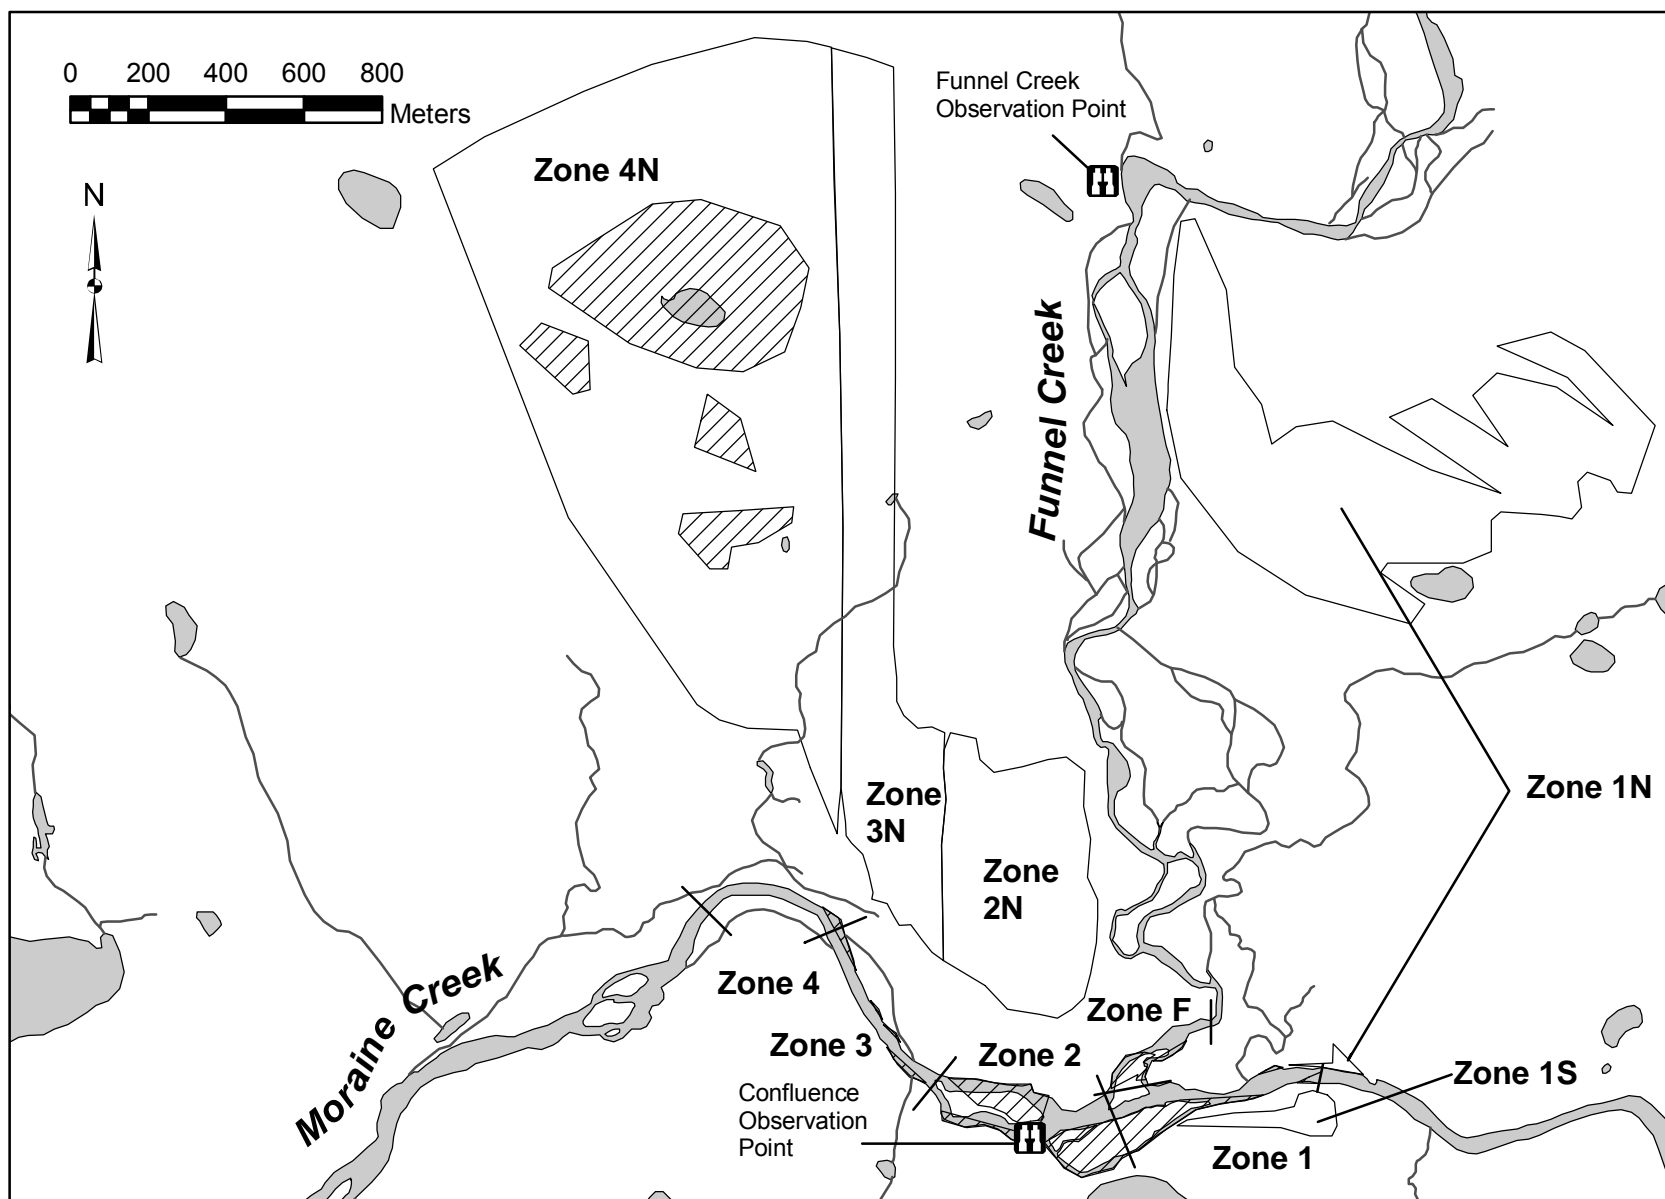 0 200 400 600 800
Meters
N
Funnel Creek
Observation Point
Zone 4N
Funnel Creek
Zone 1N
Zone
3N
Zone
2N
Moraine Creek
Zone 4
Zone F
Zone 3
Zone 2
Zone 1S
Confluence
Observation
Point
Zone 1